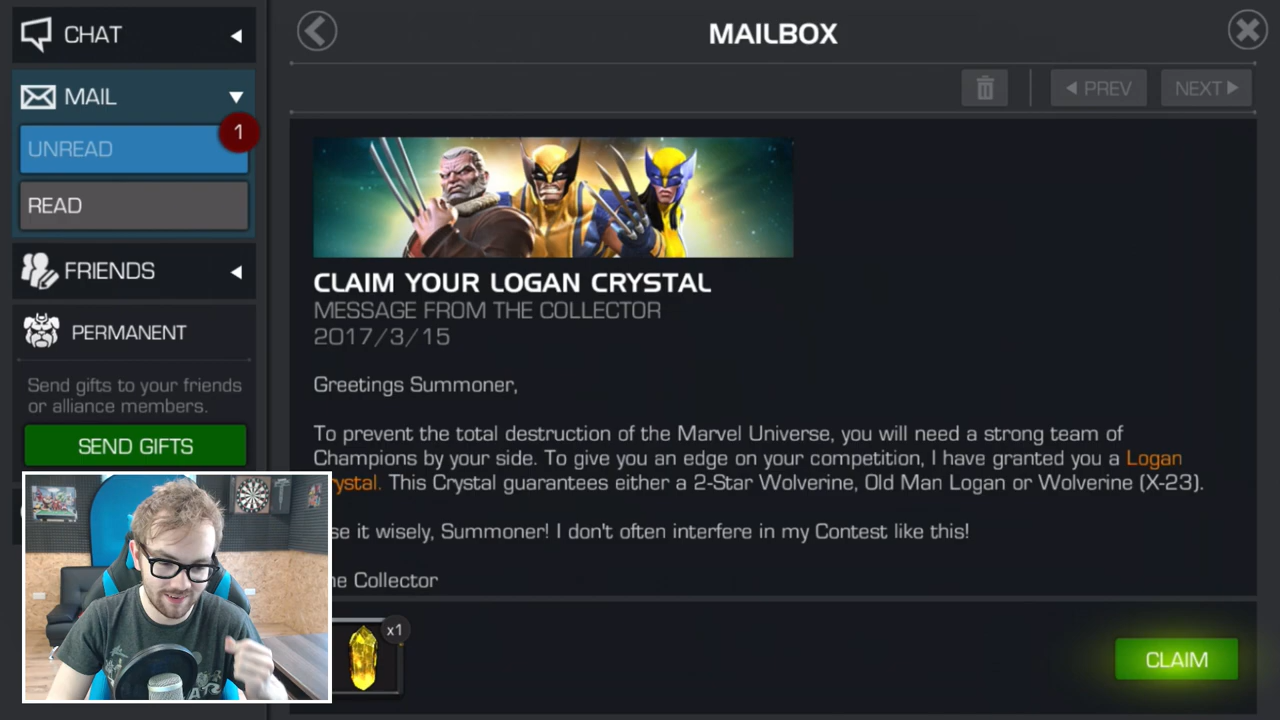 CHAT
MAIL
1
UNREAD
READ
FRIENDS
PERMANENT
Send gifts to your friends
or alliance members.
SEND GIFTS
MAILBOX
PREV
NEXT
CLAIM YOUR LOGAN CRYSTAL
MESSAGE FROM THE COLLECTOR
2017/3/15
Greetings Summoner,
To prevent the total destruction of the Marvel Universe, you will need a strong team of
Champions by your side. To give you an edge on your competition, I have granted you a Logan
rystal. This Crystal guarantees either a 2-Star Wolverine, Old Man Logan or Wolverine (X-23).
se it wisely, Summoner! I don't often interfere in my Contest like this!
he Collector
x1
CLAIM